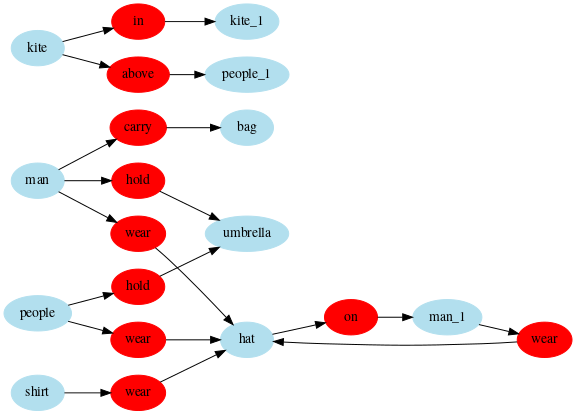 kite
in
kite_1
above
people_1
man
carry
bag
hold
umbrella
wear
people
hold
wear
hat
on
man_1
wear
shirt
wear